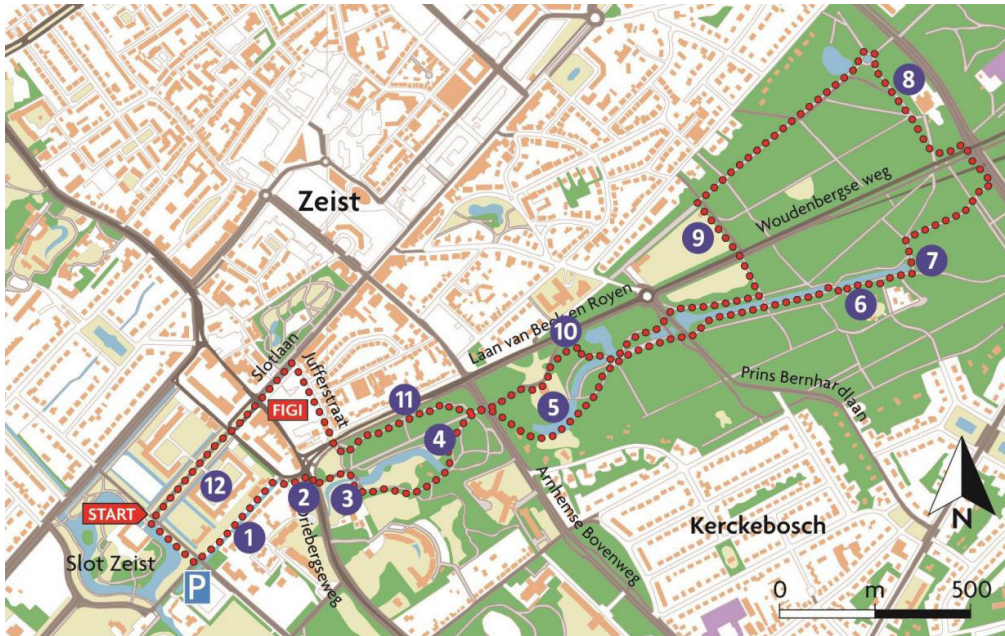 8
Zeist
Woudenbergse weg
9
7
6
Laan van Beck en Royen
10
Slotlaan
Jufferstraat
Prins Bernhardlaan
11
5
FIGI
4
12
START
2
3
1
Arnhemse Bovenweg
Kerckebosch
N
Slot Zeist
Driebergseweg
P
0 m 500